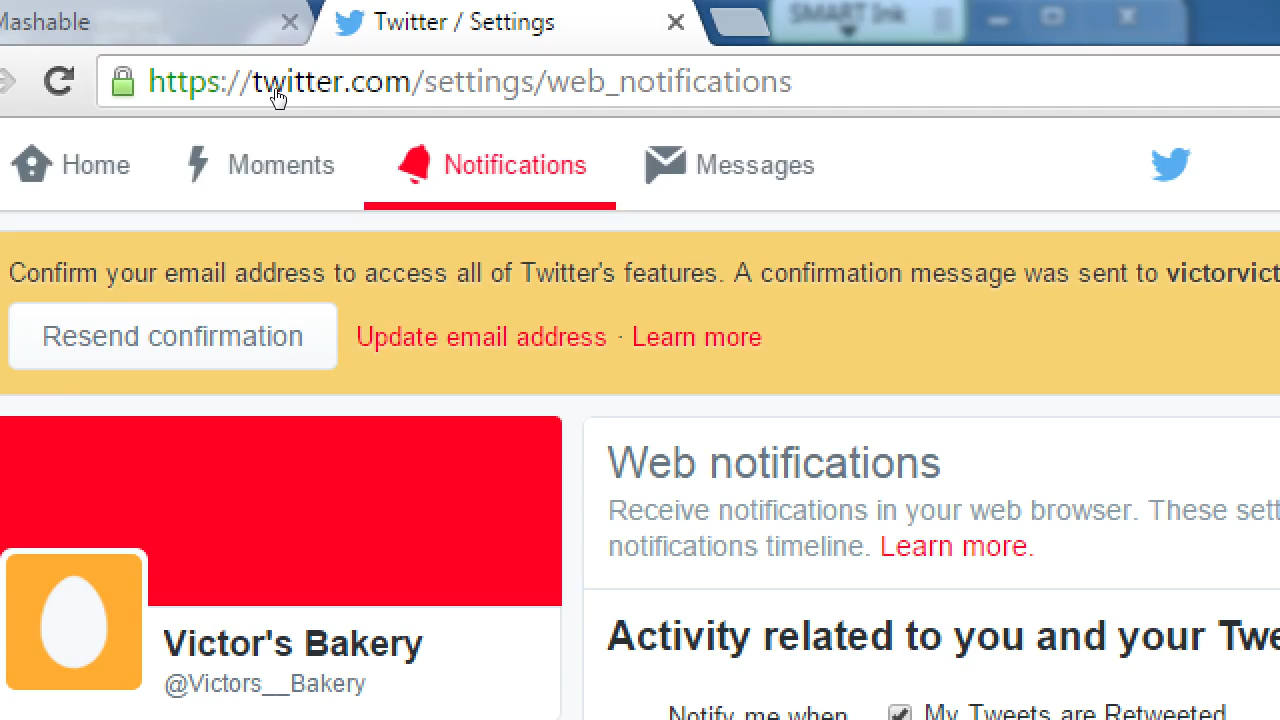 Mashable
Twitter / Settings
SMART Ink
https://twitter.com/settings/web_notifications
Home
Moments
Notifications
Messages
Confirm your email address to access all of Twitter's features. A confirmation message was sent to victorvict
Resend confirmation
Update email address · Learn more
Web notifications
Receive notifications in your web browser. These sett
notifications timeline. Learn more.
Victor's Bakery
@Victors__Bakery
Activity related to you and your Twe
Notify me when
My Tweets are Retweeted